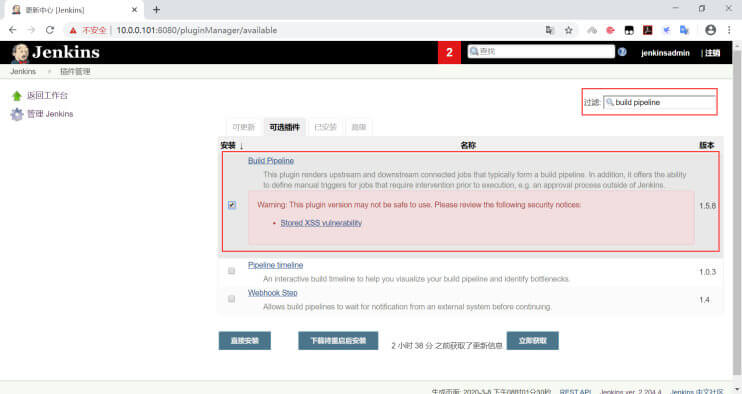 更新中心 [Jenkins]
不安全 | 10.0.0.101:6080/pluginManager/available
Jenkins
2
查找
jenkinsadmin
| 注销
Jenkins
插件管理
返回工作台
管理 Jenkins
过滤:
build pipeline
可更新
可选插件
已安装
高级
安装 ↓
名称
版本
Build Pipeline
This plugin renders upstream and downstream connected jobs that typically form a build pipeline. In addition, it offers the ability
to define manual triggers for jobs that require intervention prior to execution, e.g. an approval process outside of Jenkins.
Warning: This plugin version may not be safe to use. Please review the following security notices:
Stored XSS vulnerability
1.5.8
Pipeline timeline
An interactive build timeline to help you visualize your build pipeline and identify bottlenecks.
1.0.3
Webhook Step
Allows build pipelines to wait for notification from an external system before continuing.
1.4
直接安装
下载待重启后安装
2 小时 38 分 之前获取了更新信息
立即获取
生成页面: 2020-3-8 下午08时01分30秒
REST API
Jenkins ver. 2.204.4
Jenkins 中文社区